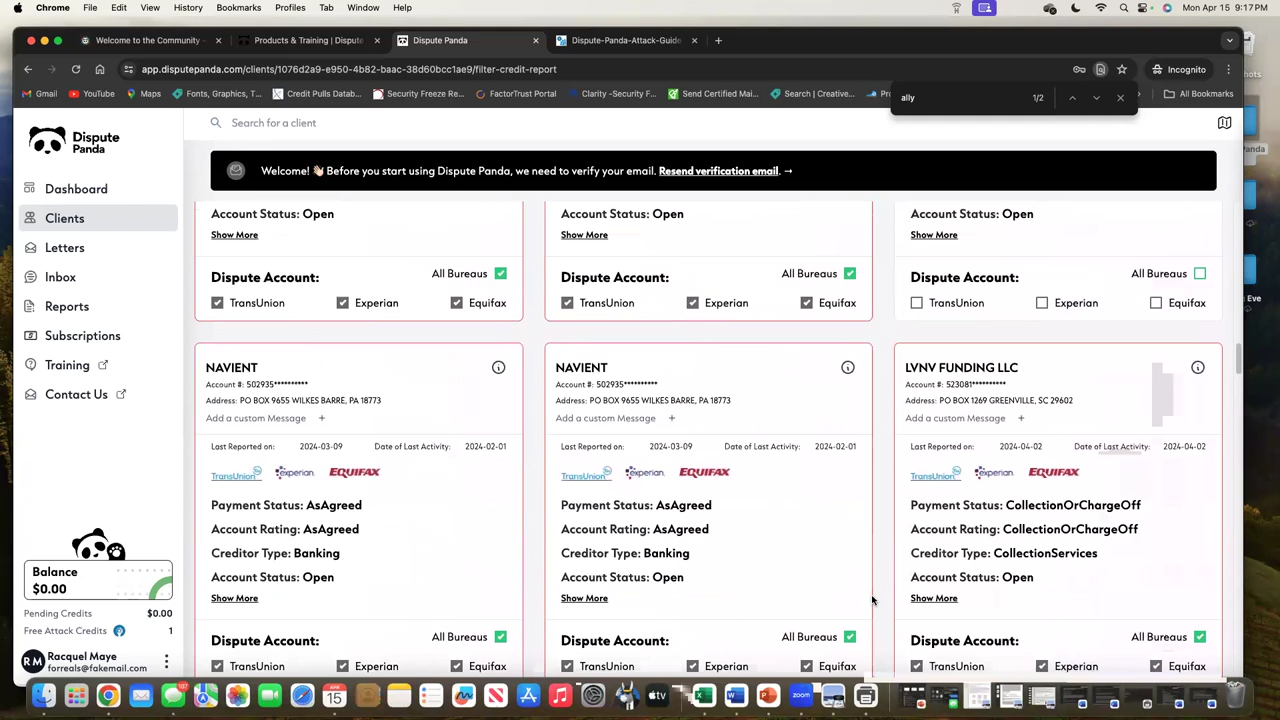 Chrome File Edit View History Bookmarks Profiles Tab Window Help Mon Apr 15 9:17 PM
Welcome to the Community - Products & Training | Dispute Dispute Panda Dispute-Panda-Attack-Guide
app.disputepanda.com/clients/1076d2a9-e950-4b82-baac-38d60bcc1ae9/filter-credit-report Incognito
Gmail YouTube Maps Fonts, Graphics, T... Credit Pulls Datab... Security Freeze Re... FactorTrust Portal Clarity -Security F... Send Certified Mai... Search | Creative... All Bookmarks
ally 1/2
Dispute Panda
Search for a client
Welcome! 👋🏼 Before you start using Dispute Panda, we need to verify your email. Resend verification email. →
Dashboard
Clients
Letters
Inbox
Reports
Subscriptions
Training
Contact Us
Balance
$0.00
Pending Credits $0.00
Free Attack Credits 1
RM Racquel Maye
forreals@fakemail.com
Account Status: Open Account Status: Open Account Status: Open
Show More Show More Show More
Dispute Account: All Bureaus Dispute Account: All Bureaus Dispute Account: All Bureaus
TransUnion Experian Equifax TransUnion Experian Equifax TransUnion Experian Equifax
NAVIENT NAVIENT LVNV FUNDING LLC
Account #: 502935********** Account #: 502935********** Account #: 523081**********
Address: PO BOX 9655 WILKES BARRE, PA 18773 Address: PO BOX 9655 WILKES BARRE, PA 18773 Address: PO BOX 1269 GREENVILLE, SC 29602
Add a custom Message + Add a custom Message + Add a custom Message +
Last Reported on: 2024-03-09 Date of Last Activity: 2024-02-01 Last Reported on: 2024-03-09 Date of Last Activity: 2024-02-01 Last Reported on: 2024-04-02 Date of Last Activity: 2024-04-02
TransUnion experian EQUIFAX TransUnion experian EQUIFAX TransUnion experian EQUIFAX
Payment Status: AsAgreed Payment Status: AsAgreed Payment Status: CollectionOrChargeOff
Account Rating: AsAgreed Account Rating: AsAgreed Account Rating: CollectionOrChargeOff
Creditor Type: Banking Creditor Type: Banking Creditor Type: CollectionServices
Account Status: Open Account Status: Open Account Status: Open
Show More Show More Show More
Dispute Account: All Bureaus Dispute Account: All Bureaus Dispute Account: All Bureaus
TransUnion Experian Equifax TransUnion Experian Equifax TransUnion Experian Equifax